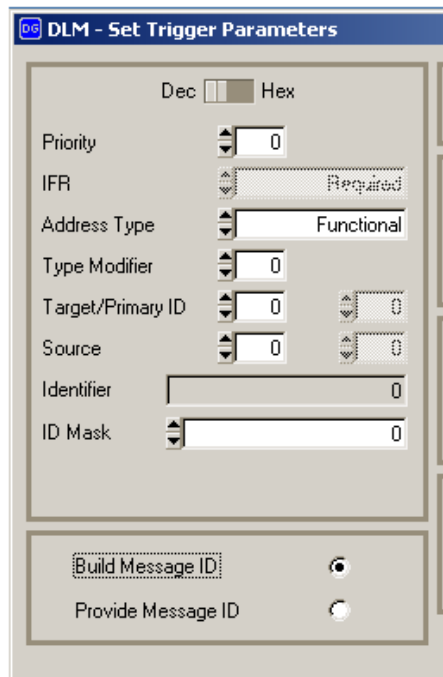 DG DLM - Set Trigger Parameters
Dec Hex
Priority 0
IFR Required
Address Type Functional
Type Modifier 0
Target/Primary ID 0 0
Source 0 0
Identifier 0
ID Mask 0
Build Message ID
Provide Message ID